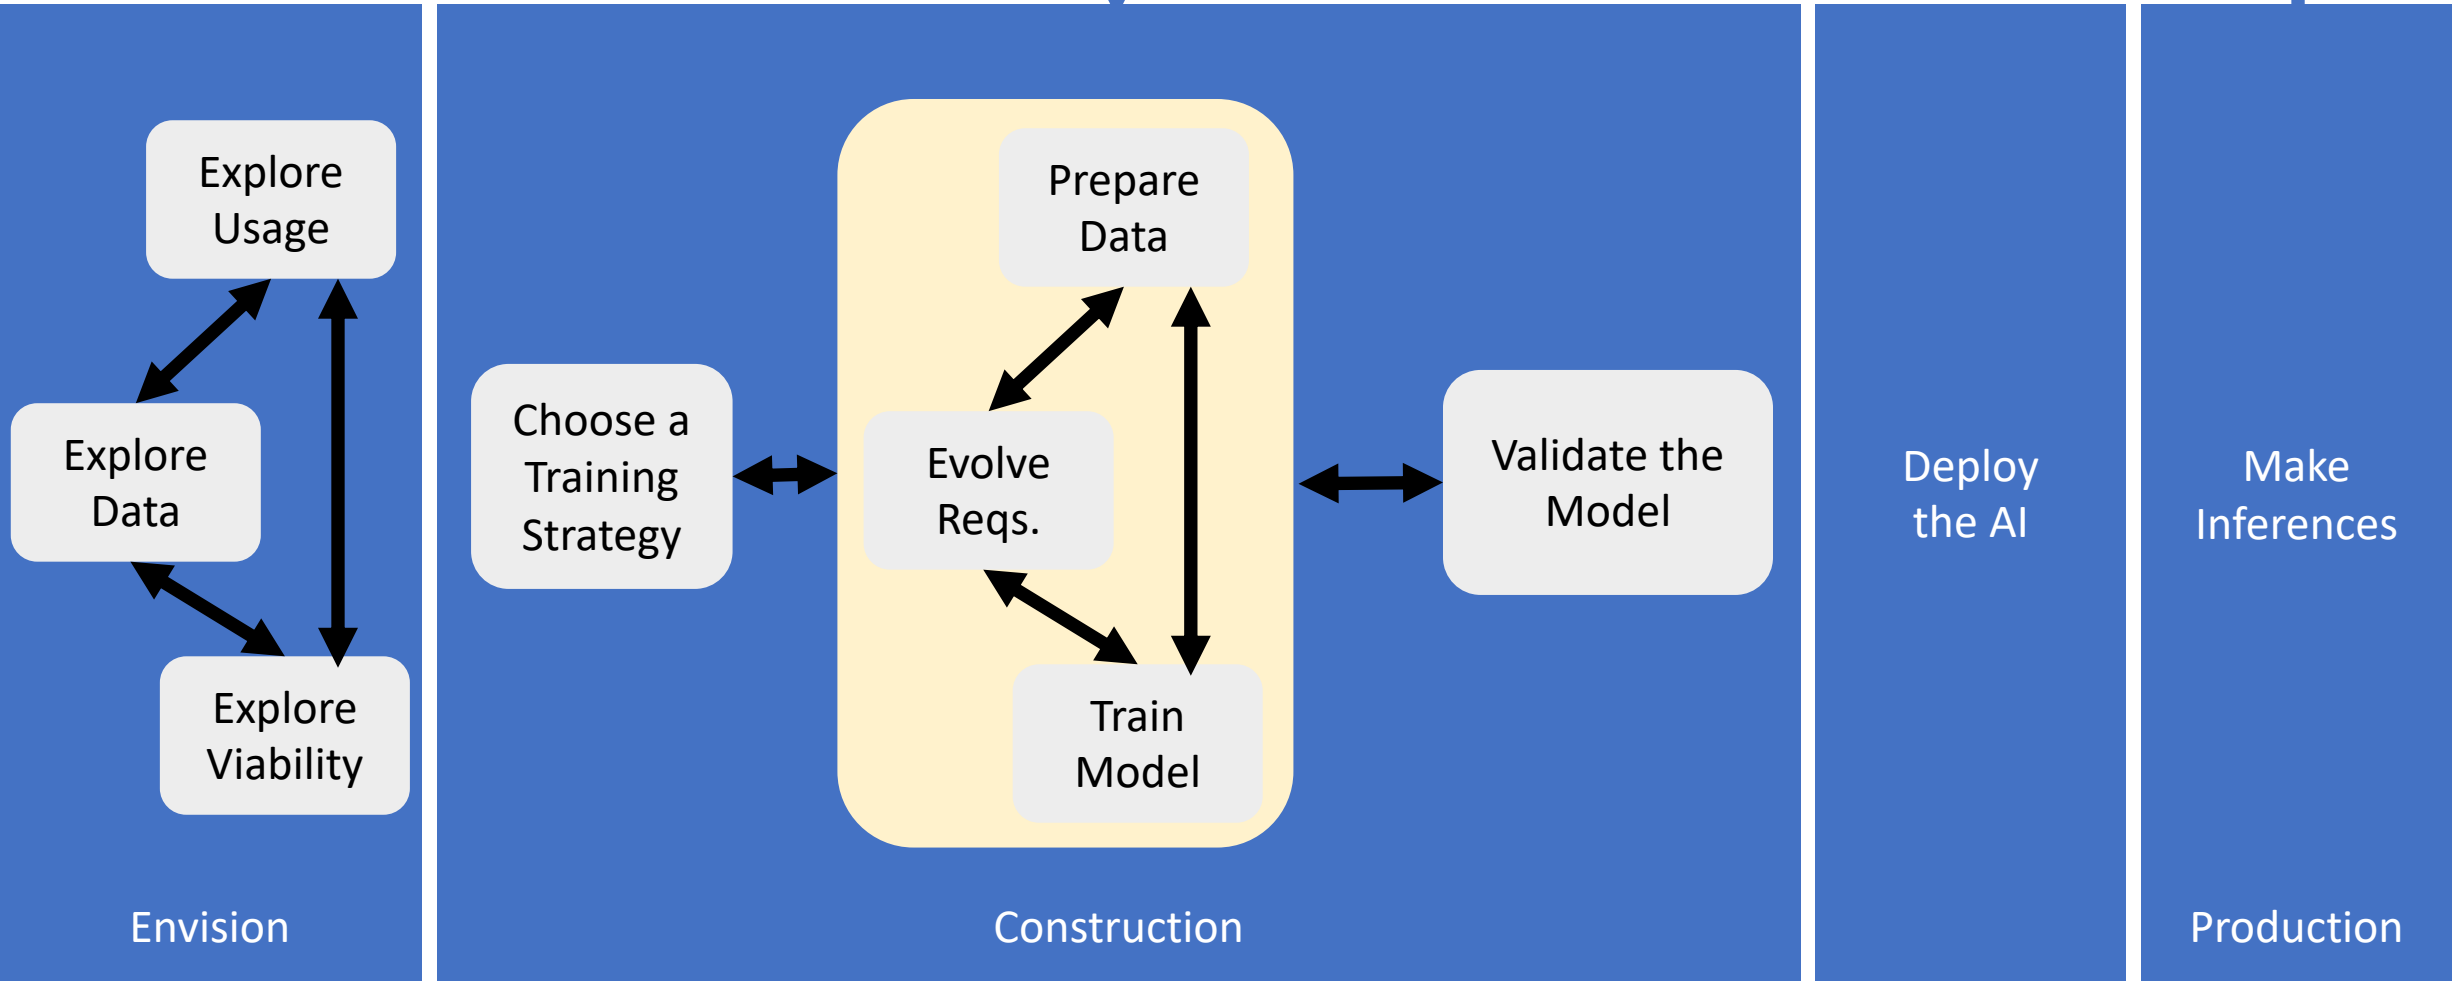 Explore
Usage
Explore
Data
Explore
Viability
Envision
Choose a
Training
Strategy
Prepare
Data
Evolve
Reqs.
Train
Model
Validate the
Model
Construction
Deploy
the AI
Make
Inferences
Production